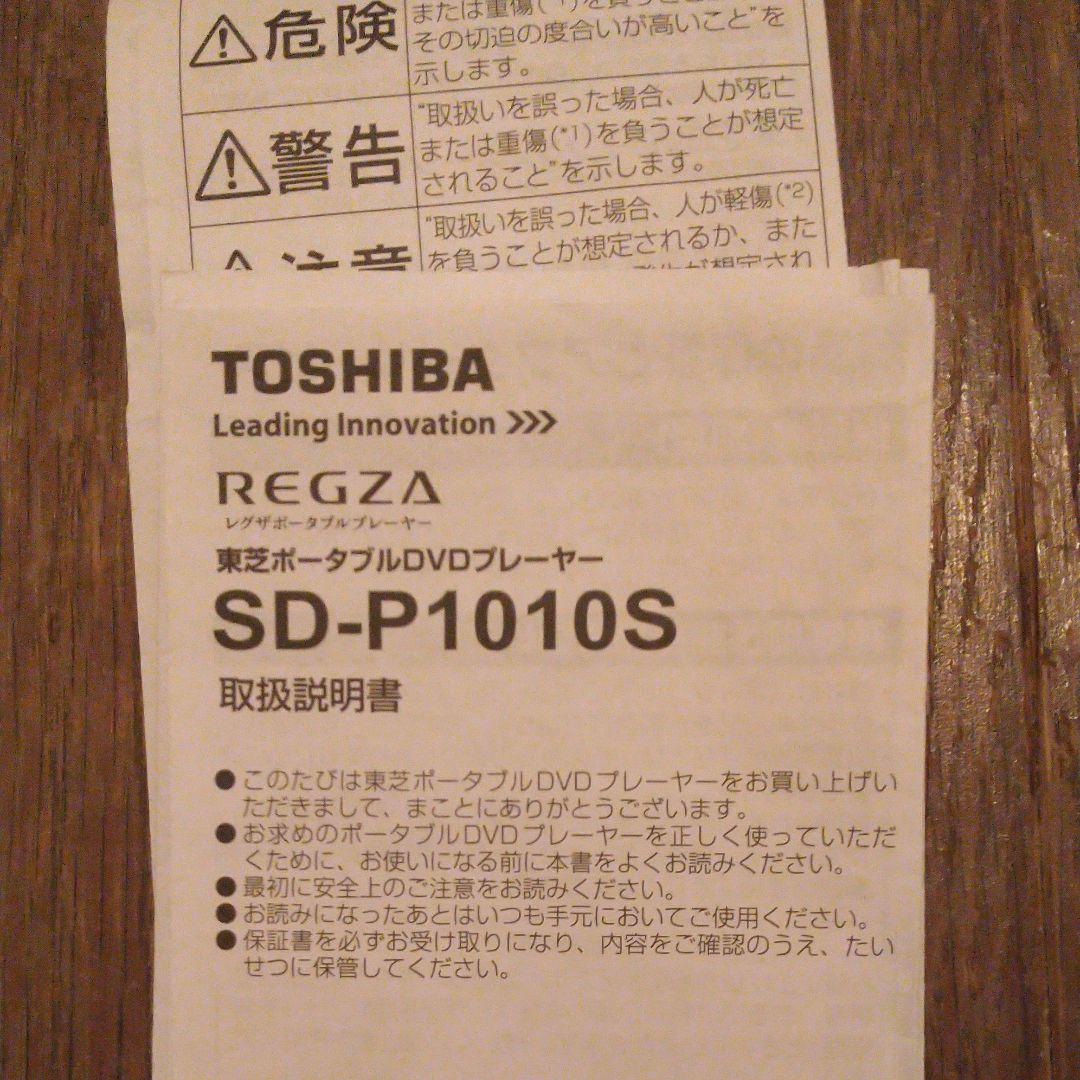 危険
または重傷(*1)を
その切迫の度合いが高いこと"を
示します。
警告
"取扱いを誤った場合、人が死亡
または重傷(*1)を負うことが想定
されること"を示します。
注意
"取扱いを誤った場合、人が軽傷(*2)
を負うことが想定されるか、また
が想定され
TOSHIBA
Leading Innovation >>>
REGZA
レグザポータブルプレーヤー
東芝ポータブルDVDプレーヤー
SD-P1010S
取扱説明書
● このたびは東芝ポータブルDVDプレーヤーをお買い上げい
ただきまして、まことにありがとうございます。
● お求めのポータブルDVDプレーヤーを正しく使っていただ
くために、お使いになる前に本書をよくお読みください。
● 最初に安全上のご注意をお読みください。
● お読みになったあとはいつも手元においてご使用ください。
● 保証書を必ずお受け取りになり、内容をご確認のうえ、たい
せつに保管してください。